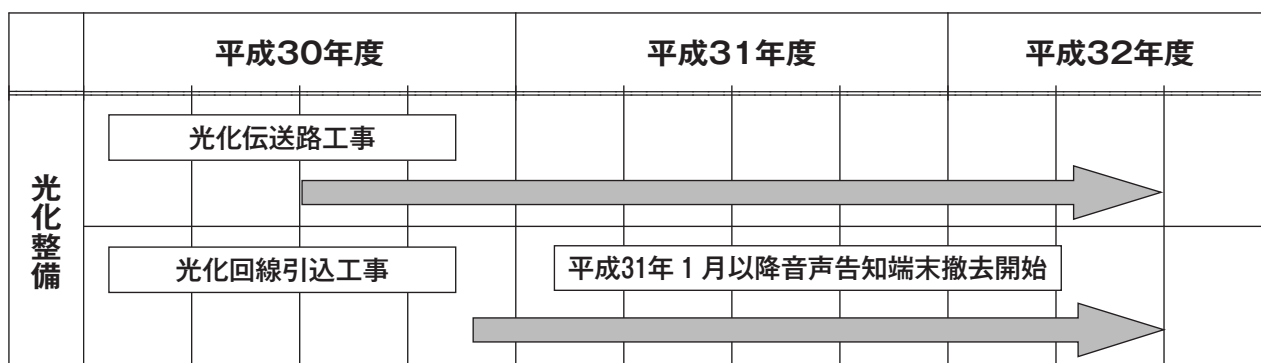 平成30年度
平成31年度
平成32年度
光化整備
光化伝送路工事
光化回線引込工事
平成31年1月以降音声告知端末撤去開始